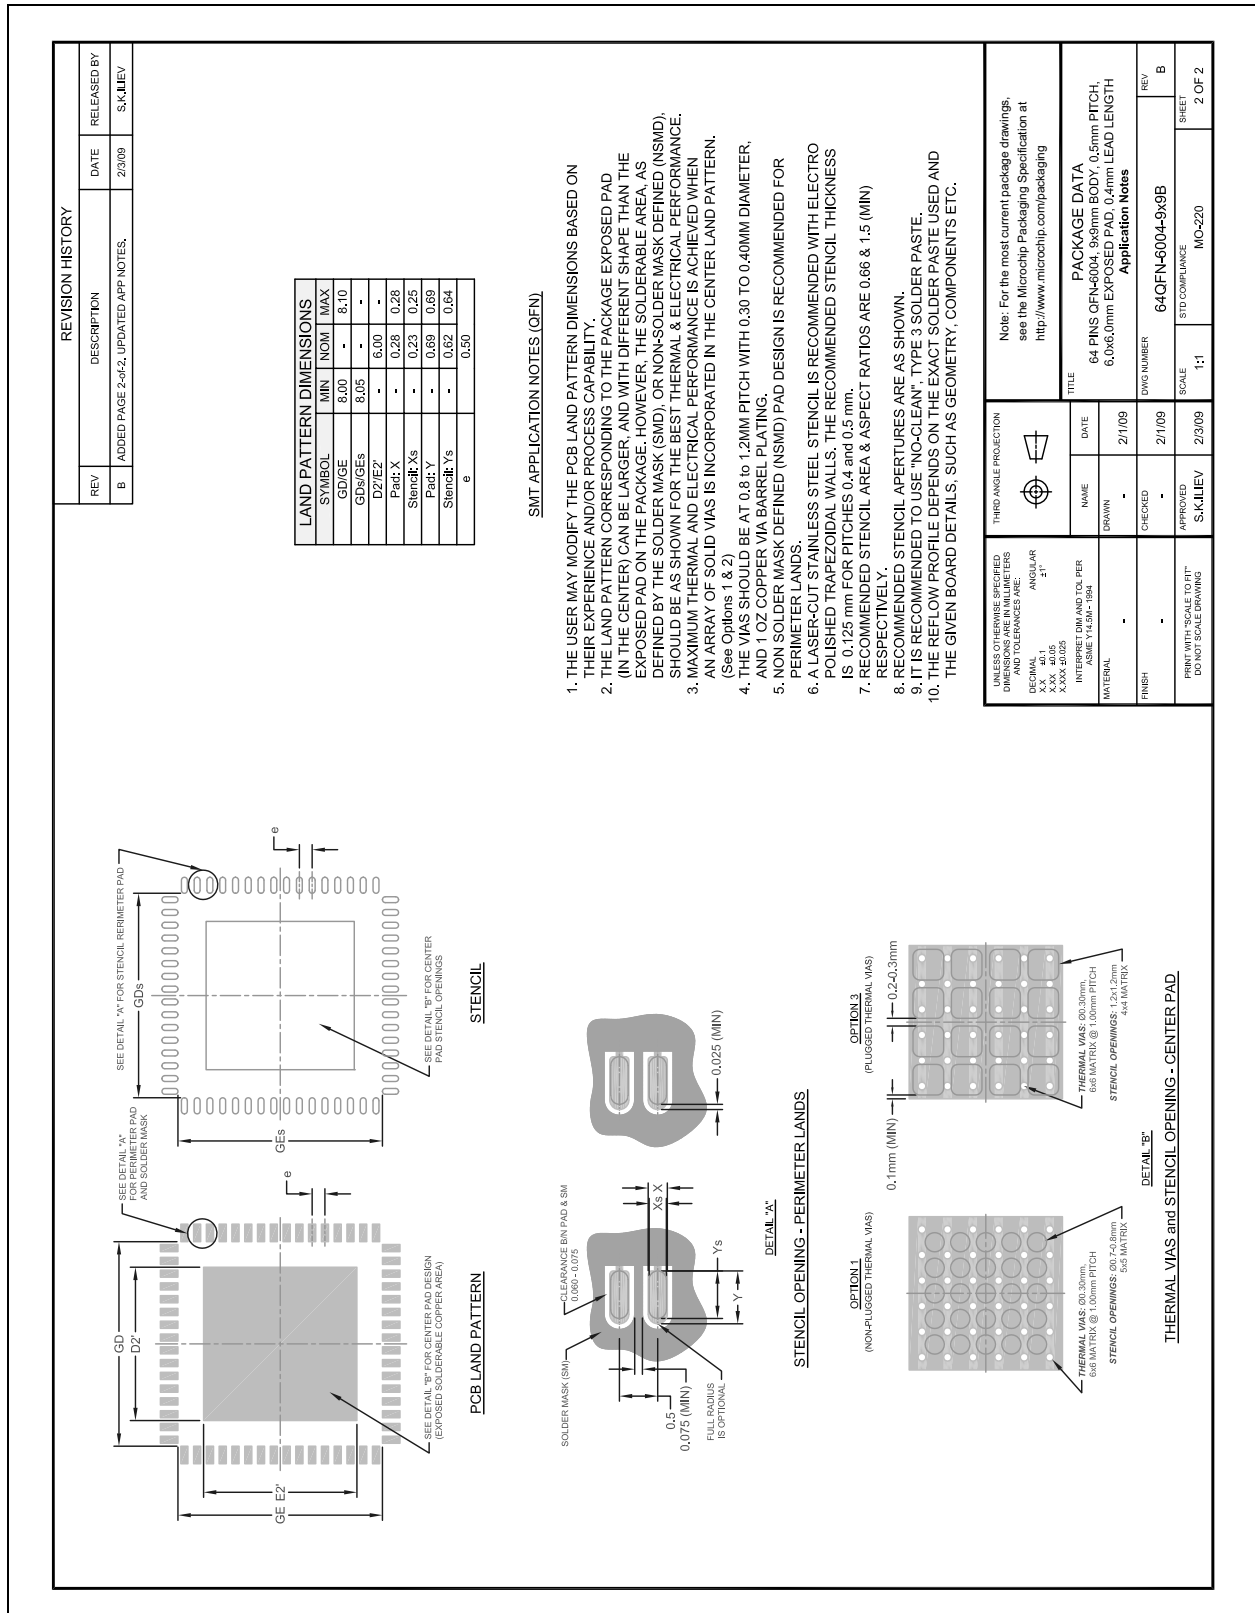 REVISION HISTORY
REV DESCRIPTION DATE RELEASED BY
B ADDED PAGE 2-of-2, UPDATED APP NOTES, 2/3/09 S.K.ILIEV
SEE DETAIL "A"
FOR PERIMETER PAD
AND SOLDER MASK
SEE DETAIL "A" FOR STENCIL RERIMETER PAD
GD
D2'
GE E2'
e
SEE DETAIL "B" FOR CENTER PAD DESIGN
(EXPOSED SOLDERABLE COPPER AREA)
PCB LAND PATTERN
GDs
GEs
e
SEE DETAIL "B" FOR CENTER
PAD STENCIL OPENINGS
STENCIL
LAND PATTERN DIMENSIONS
SYMBOL MIN NOM MAX
GD/GE 8.00 - 8.10
GDs/GEs 8.05 - -
D2'/E2' - 6.00 -
Pad: X - 0.28 0.28
Stencil: Xs - 0.23 0.25
Pad: Y - 0.69 0.69
Stencil: Ys - 0.62 0.64
e 0.50
SOLDER MASK (SM)
CLEARANCE B/N PAD & SM
0.060 - 0.075
0.5
0.075 (MIN)
FULL RADIUS
IS OPTIONAL
Y
Ys
Xs X
0.025 (MIN)
DETAIL "A"
STENCIL OPENING - PERIMETER LANDS
OPTION 1
(NON-PLUGGED THERMAL VIAS)
THERMAL VIAS: Ø0.30mm,
6x6 MATRIX @ 1.00mm PITCH
STENCIL OPENINGS: Ø0.7-0.8mm
5x5 MATRIX
OPTION 3
(PLUGGED THERMAL VIAS)
0.1mm (MIN)
0.2-0.3mm
THERMAL VIAS: Ø0.30mm,
6x6 MATRIX @ 1.00mm PITCH
STENCIL OPENINGS: 1.2x1.2mm
4x4 MATRIX
DETAIL "B"
THERMAL VIAS and STENCIL OPENING - CENTER PAD
SMT APPLICATION NOTES (QFN)
1. THE USER MAY MODIFY THE PCB LAND PATTERN DIMENSIONS BASED ON
THEIR EXPERIENCE AND/OR PROCESS CAPABILITY.
2. THE LAND PATTERN CORRESPONDING TO THE PACKAGE EXPOSED PAD
(IN THE CENTER) CAN BE LARGER, AND WITH DIFFERENT SHAPE THAN THE
EXPOSED PAD ON THE PACKAGE. HOWEVER, THE SOLDERABLE AREA, AS
DEFINED BY THE SOLDER MASK (SMD), OR NON-SOLDER MASK DEFINED (NSMD),
SHOULD BE AS SHOWN FOR THE BEST THERMAL & ELECTRICAL PERFORMANCE.
3. MAXIMUM THERMAL AND ELECTRICAL PERFORMANCE IS ACHIEVED WHEN
AN ARRAY OF SOLID VIAS IS INCORPORATED IN THE CENTER LAND PATTERN.
(See Options 1 & 2)
4. THE VIAS SHOULD BE AT 0.8 to 1.2MM PITCH WITH 0.30 TO 0.40MM DIAMETER,
AND 1 OZ COPPER VIA BARREL PLATING.
5. NON SOLDER MASK DEFINED (NSMD) PAD DESIGN IS RECOMMENDED FOR
PERIMETER LANDS.
6. A LASER-CUT STAINLESS STEEL STENCIL IS RECOMMENDED WITH ELECTRO
POLISHED TRAPEZOIDAL WALLS, THE RECOMMENDED STENCIL THICKNESS
IS 0.125 mm FOR PITCHES 0.4 and 0.5 mm.
7. RECOMMENDED STENCIL AREA & ASPECT RATIOS ARE 0.66 & 1.5 (MIN)
RESPECTIVELY.
8. RECOMMENDED STENCIL APERTURES ARE AS SHOWN.
9. IT IS RECOMMENDED TO USE "NO-CLEAN", TYPE 3 SOLDER PASTE.
10. THE REFLOW PROFILE DEPENDS ON THE EXACT SOLDER PASTE USED AND
THE GIVEN BOARD DETAILS, SUCH AS GEOMETRY, COMPONENTS ETC.
UNLESS OTHERWISE SPECIFIED
DIMENSIONS ARE IN MILLIMETERS
AND TOLERANCES ARE:
DECIMAL ANGULAR
X.X ±0.1 ±1°
X.XX ±0.05
X.XXX ±0.025
INTERPRET DIM AND TOL PER
ASME Y14.5M - 1994
MATERIAL
-
FINISH
-
PRINT WITH "SCALE TO FIT"
DO NOT SCALE DRAWING
THIRD ANGLE PROJECTION
NAME DATE
DRAWN
- 2/1/09
CHECKED
- 2/1/09
APPROVED
S.K.ILIEV 2/3/09
Note: For the most current package drawings,
see the Microchip Packaging Specification at
http://www.microchip.com/packaging
TITLE
PACKAGE DATA
64 PINS QFN-6004, 9x9mm BODY, 0.5mm PITCH,
6.0x6.0mm EXPOSED PAD, 0.4mm LEAD LENGTH
Application Notes
DWG NUMBER REV
64QFN-6004-9x9B B
SCALE STD COMPLIANCE SHEET
1:1 MO-220 2 OF 2